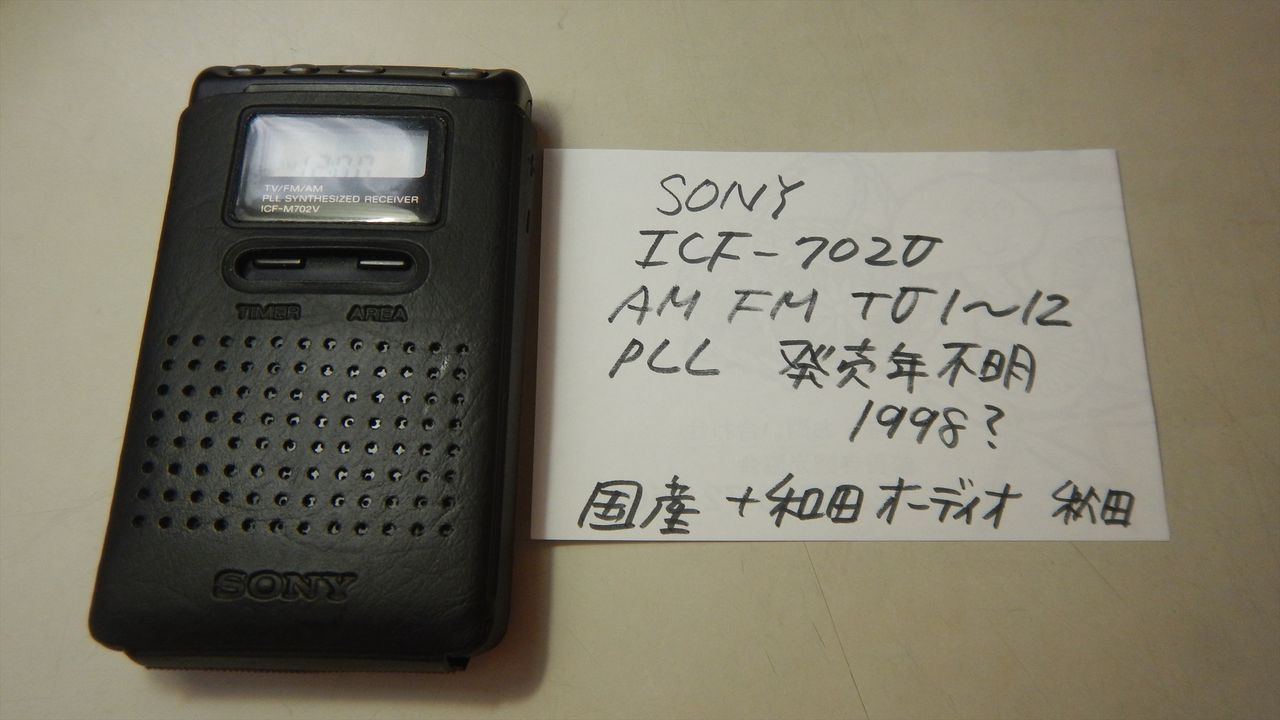 TV/FM/AM
PLL SYNTHESIZED RECEIVER
ICF-M702V
TIMER AREA
SONY
SONY
ICF-702V
AM FM TV1~12
PLL 発売年不明
1998?
国産 十和田オーディオ 秋田